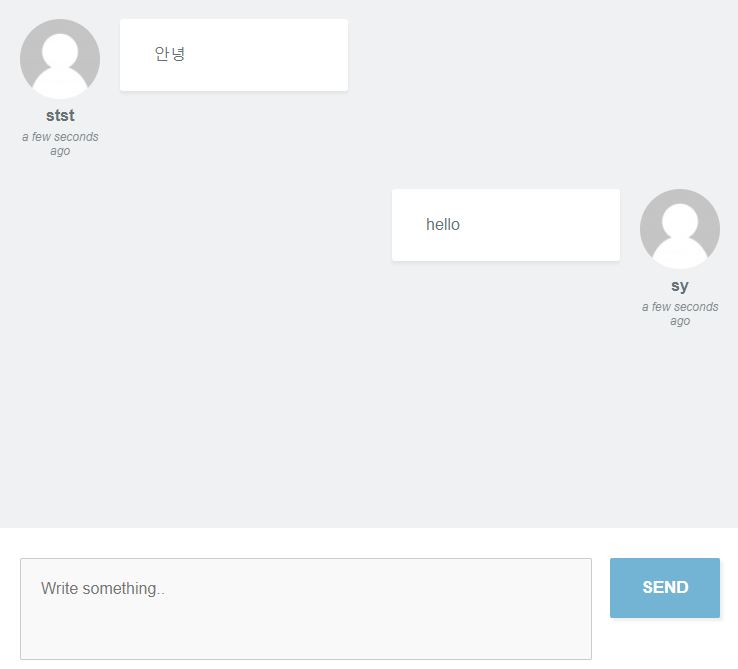 안녕
stst
a few seconds
ago
hello
sy
a few seconds
ago
Write something..
SEND